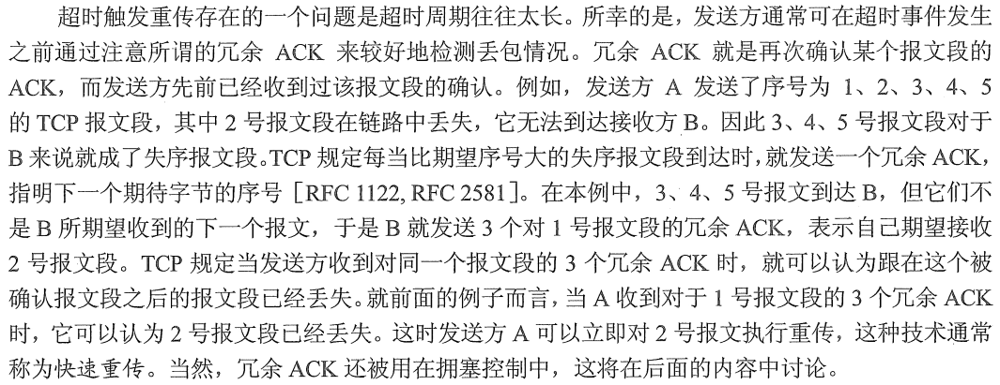 超时触发重传存在的一个问题是超时周期往往太长。所幸的是，发送方通常可在超时事件发生
之前通过注意所谓的冗余 ACK 来较好地检测丢包情况。冗余 ACK 就是再次确认某个报文段的
ACK，而发送方先前已经收到过该报文段的确认。例如，发送方 A 发送了序号为 1、2、3、4、5
的 TCP 报文段，其中 2 号报文段在链路中丢失，它无法到达接收方 B。因此 3、4、5 号报文段对于
B 来说就成了失序报文段。TCP 规定每当比期望序号大的失序报文段到达时，就发送一个冗余 ACK，
指明下一个期待字节的序号［RFC 1122, RFC 2581］。在本例中，3、4、5 号报文到达 B，但它们不
是 B 所期望收到的下一个报文，于是 B 就发送 3 个对 1 号报文段的冗余 ACK，表示自己期望接收
2 号报文段。TCP 规定当发送方收到对同一个报文段的 3 个冗余 ACK 时，就可以认为跟在这个被
确认报文段之后的报文段已经丢失。就前面的例子而言，当 A 收到对于 1 号报文段的 3 个冗余 ACK
时，它可以认为 2 号报文段已经丢失。这时发送方 A 可以立即对 2 号报文执行重传，这种技术通常
称为快速重传。当然，冗余 ACK 还被用在拥塞控制中，这将在后面的内容中讨论。